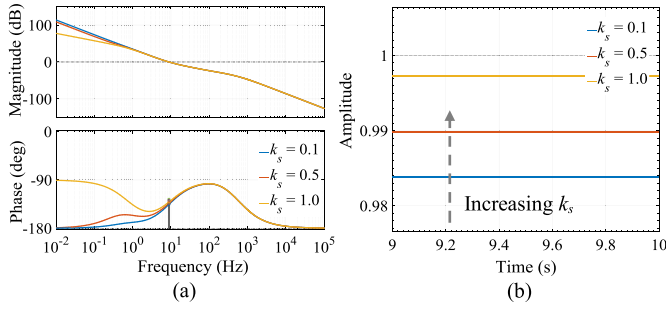 Magnitude (dB)
100
0
-100
Phase (deg)
0
-90
-180
k_s = 0.1
k_s = 0.5
k_s = 1.0
10^-2 10^-1 10^0 10^1 10^2 10^3 10^4 10^5
Frequency (Hz)
(a)
Amplitude
1
0.99
0.98
k_s = 0.1
k_s = 0.5
k_s = 1.0
Increasing k_s
9 9.2 9.4 9.6 9.8 10
Time (s)
(b)